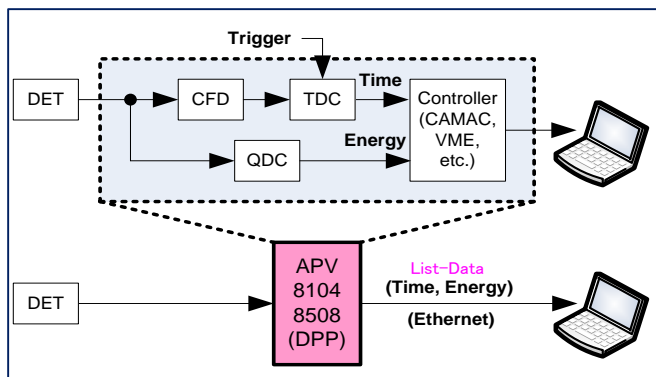 Trigger
DET
CFD
TDC
Time
Controller
(CAMAC,
VME,
etc.)
Energy
QDC
DET
APV
8104
8508
(DPP)
List-Data
(Time, Energy)
(Ethernet)